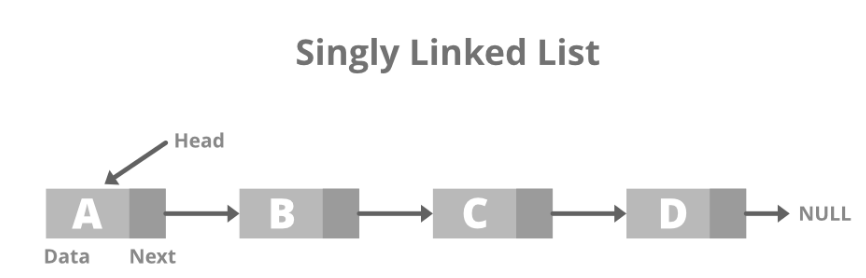 Singly Linked List
Head
A B C D NULL
Data Next